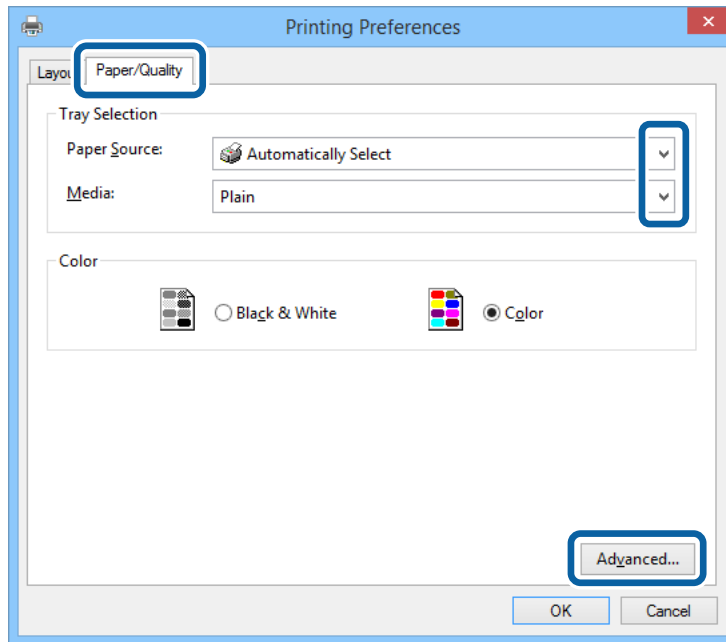 Printing Preferences
Layou
Paper/Quality
Tray Selection
Paper Source:
Automatically Select
Media:
Plain
Color
Black & White
Color
Advanced...
OK
Cancel